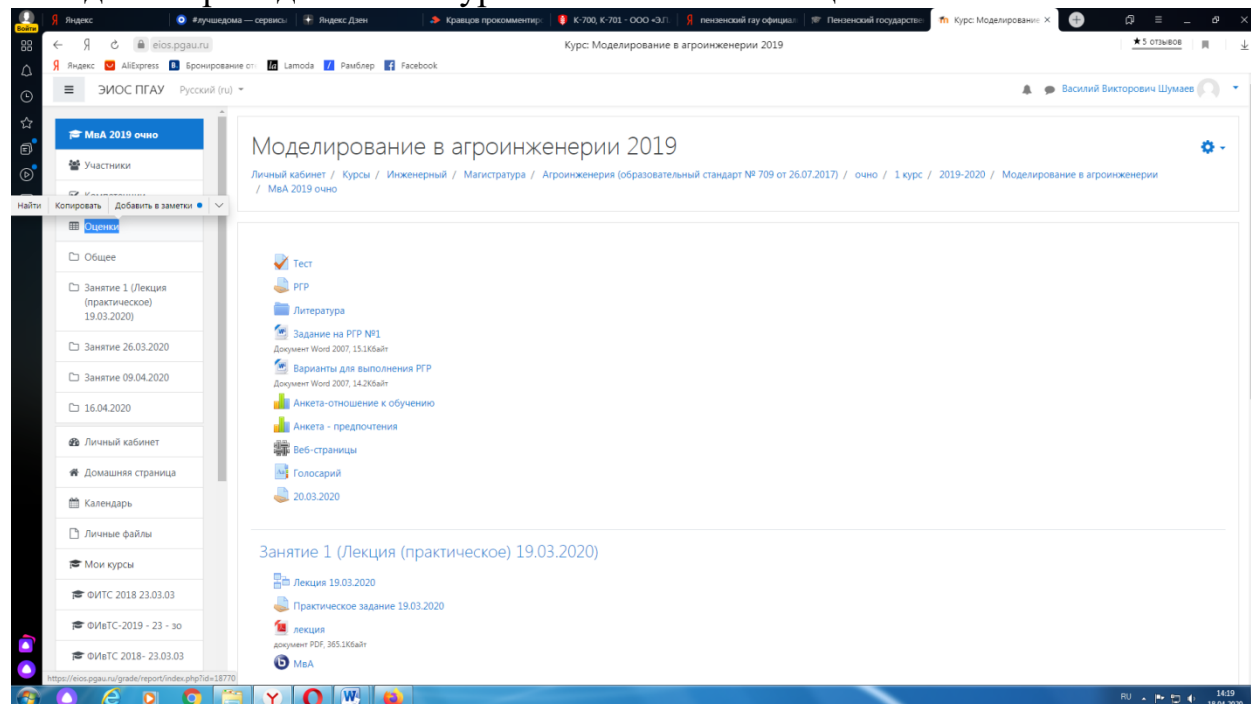 Яндекс
#лучшедома — сервисы
Яндекс Дзен
Кравцов прокомментир
К-700, К-701 - ООО «З.П
пензенский гау официал
Пензенский государстве
Курс: Моделирование
Войти
eios.pgau.ru
Курс: Моделирование в агроинженерии 2019
★5 отзывов
Яндекс
AliExpress
Бронирование от
Lamoda
Рамблер
Facebook
ЭИОС ПГАУ
Русский (ru)
Василий Викторович Шумаев
МвА 2019 очно
Участники
Найти
Копировать
Добавить в заметки
Оценки
Общее
Занятие 1 (Лекция
(практическое)
19.03.2020)
Занятие 26.03.2020
Занятие 09.04.2020
16.04.2020
Личный кабинет
Домашняя страница
Календарь
Личные файлы
Мои курсы
ФИТС 2018 23.03.03
ФИвТС-2019 - 23 - зо
ФИвТС 2018- 23.03.03
Моделирование в агроинженерии 2019
Личный кабинет / Курсы / Инженерный / Магистратура / Агроинженерия (образовательный стандарт № 709 от 26.07.2017) / очно / 1 курс / 2019-2020 / Моделирование в агроинженерии
/ МвА 2019 очно
Тест
РГР
Литература
Задание на РГР №1
Документ Word 2007, 15.1Кбайт
Варианты для выполнения РГР
Документ Word 2007, 14.2Кбайт
Анкета-отношение к обучению
Анкета - предпочтения
Веб-страницы
Голосарий
20.03.2020
Занятие 1 (Лекция (практическое) 19.03.2020)
Лекция 19.03.2020
Практическое задание 19.03.2020
лекция
документ PDF, 365.1Кбайт
МвА
https://eios.pgau.ru/grade/report/index.php?id=18770
RU
14:19
18.04.2020